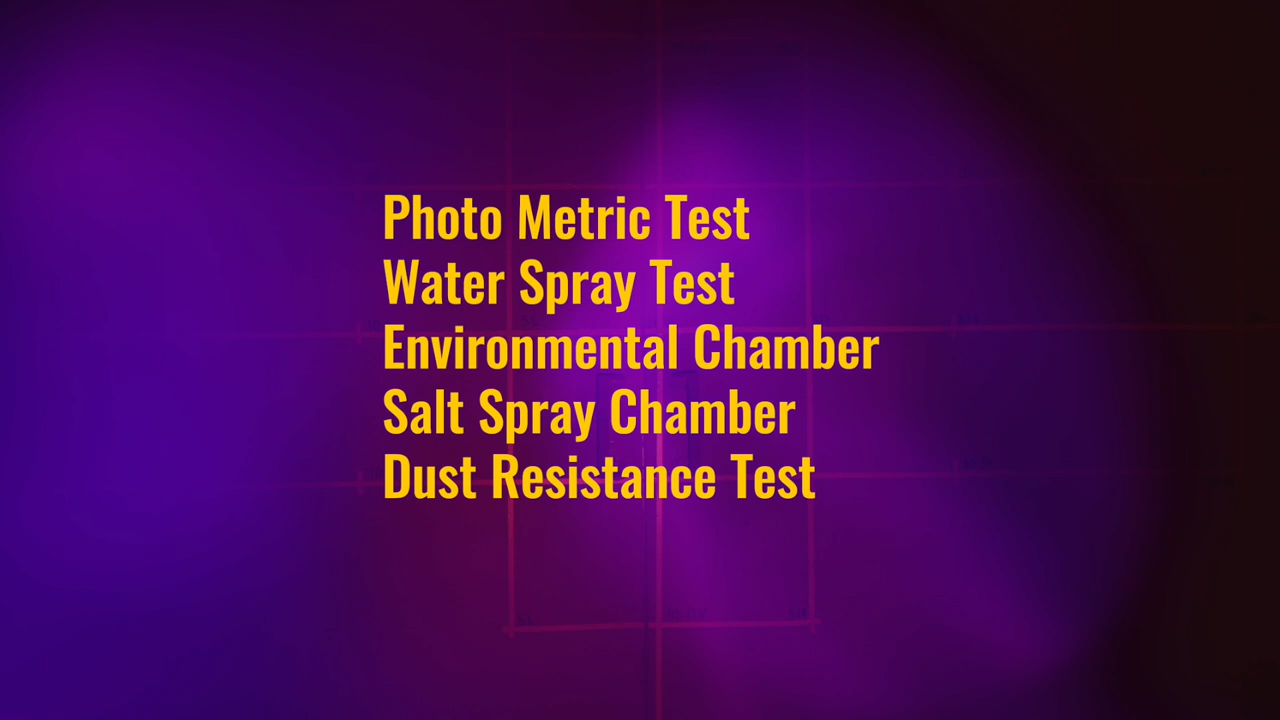 Photo Metric Test
Water Spray Test
Environmental Chamber
Salt Spray Chamber
Dust Resistance Test